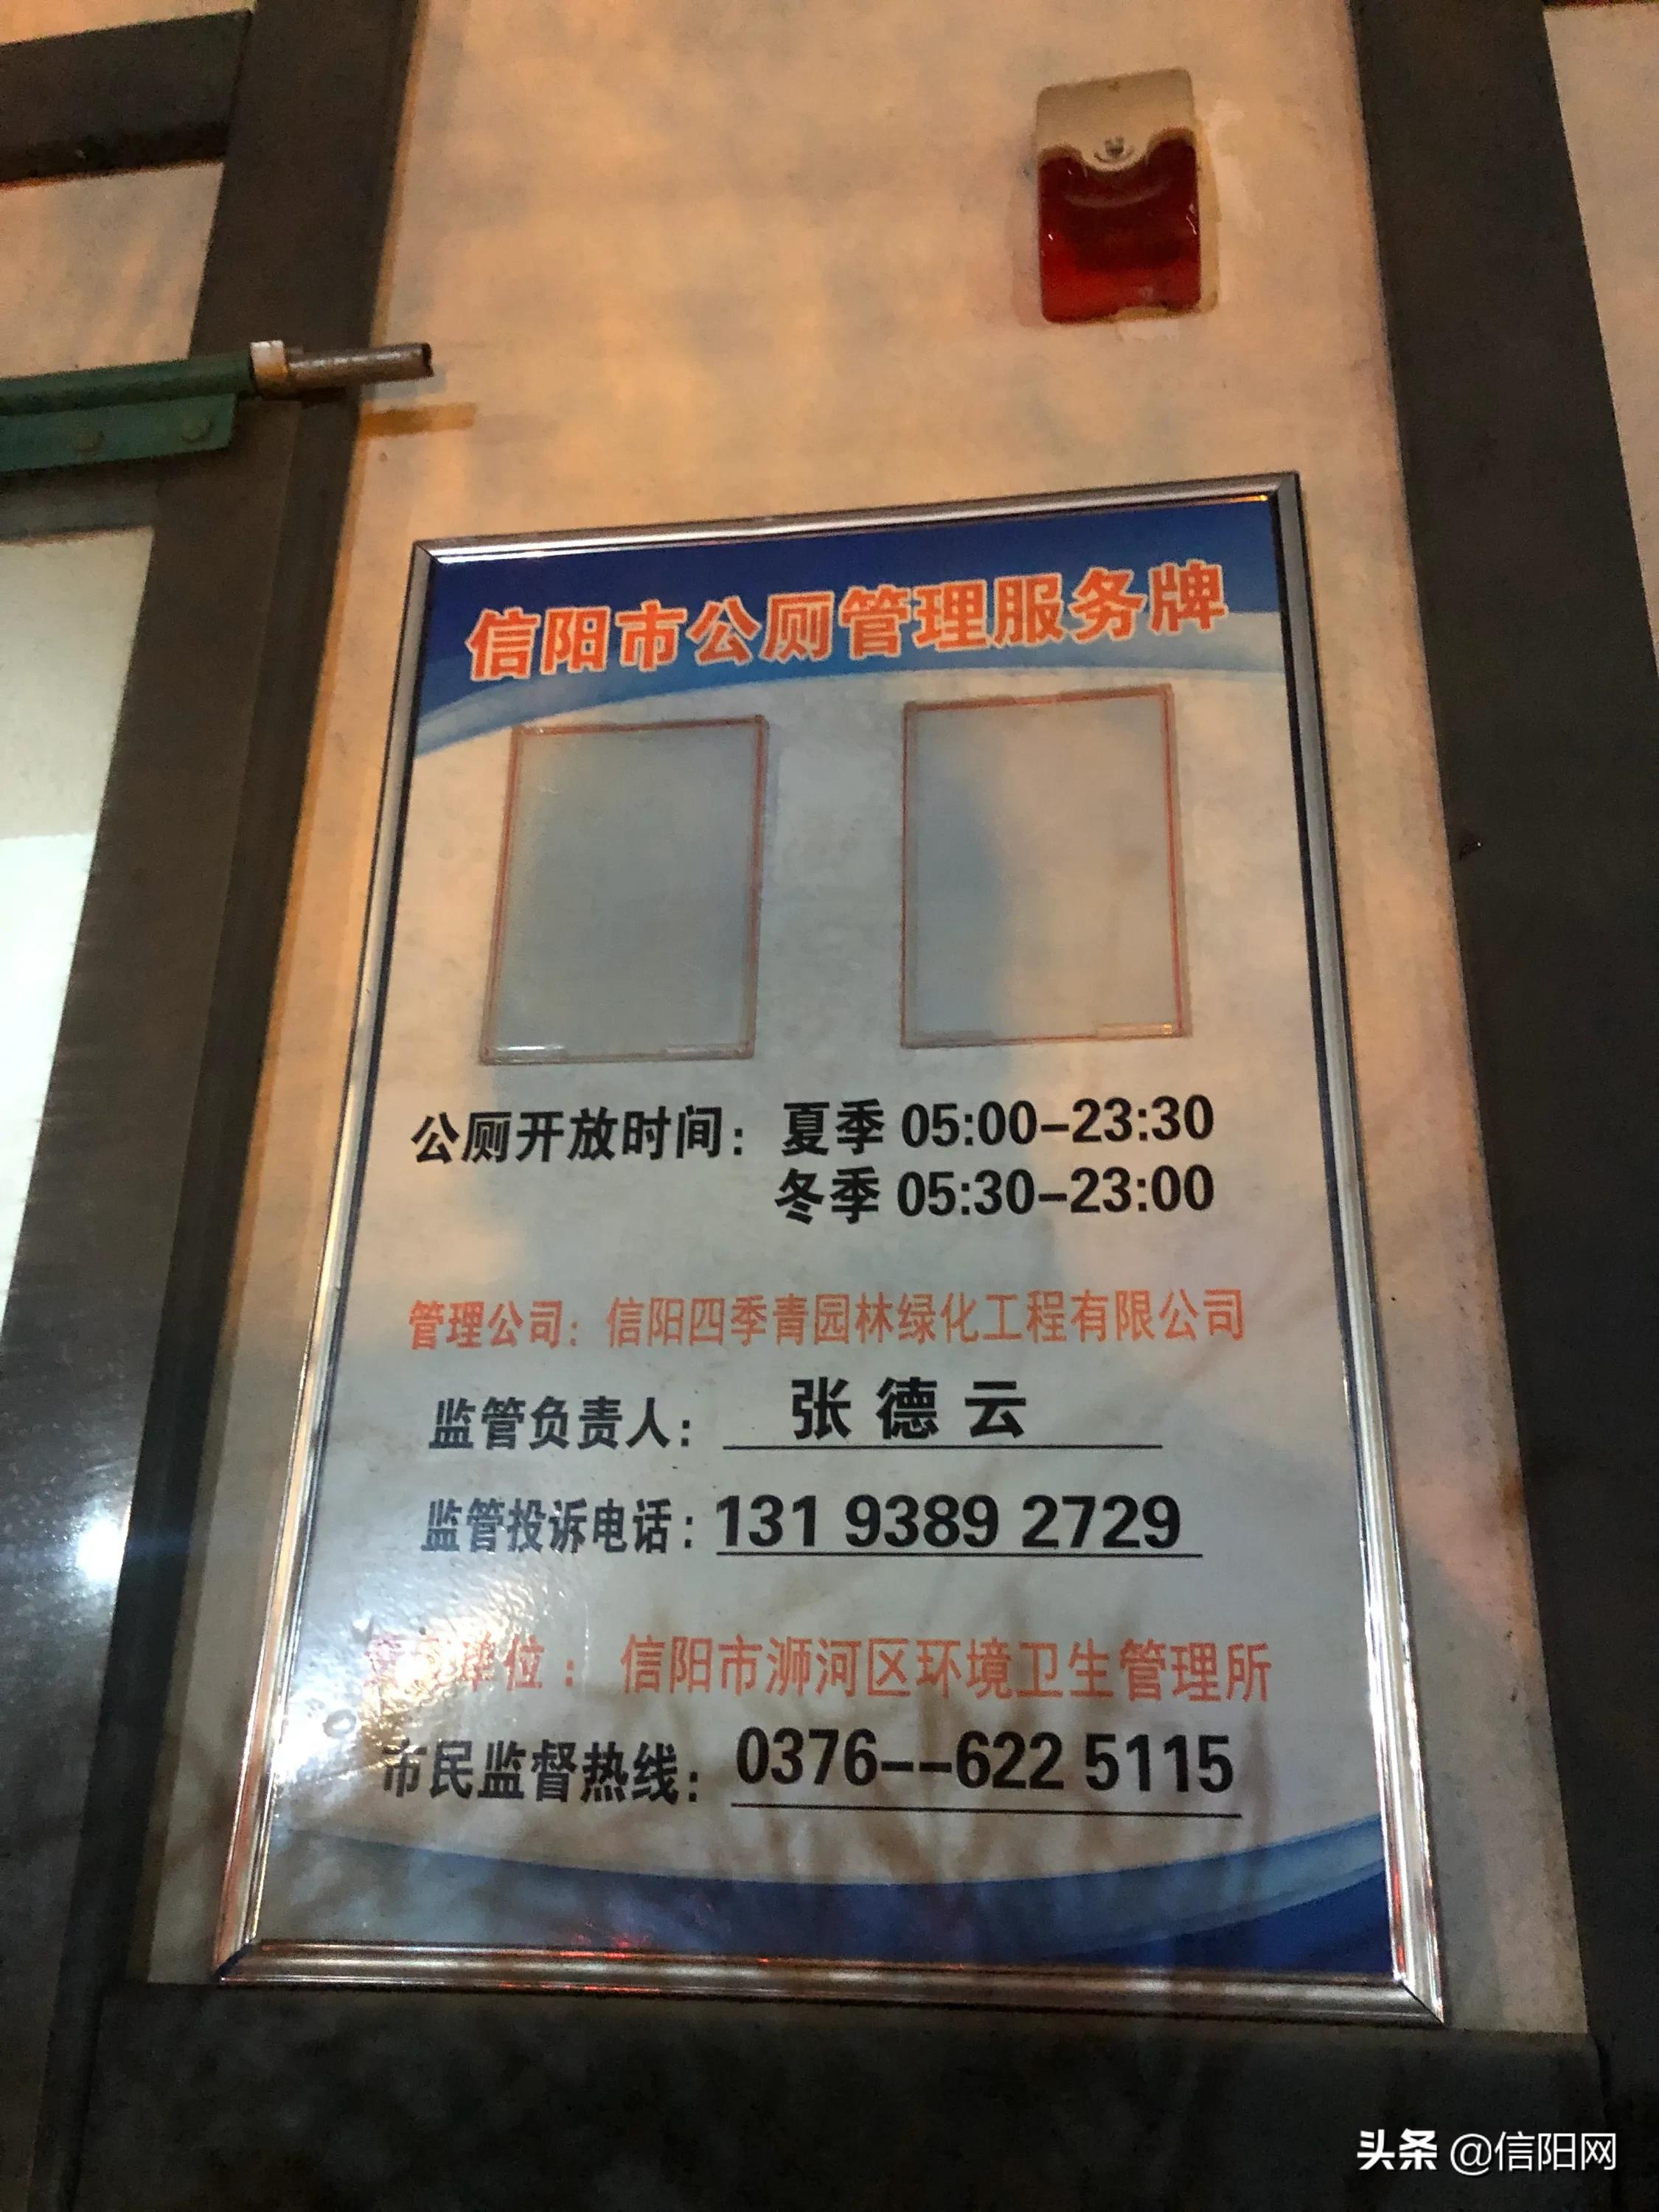 信阳市公厕管理服务牌
公厕开放时间：夏季 05:00-23:30
冬季 05:30-23:00
管理公司：信阳四季青园林绿化工程有限公司
监管负责人：张德云
监管投诉电话：131 9389 2729
单位：信阳市浉河区环境卫生管理所
市民监督热线：0376--622 5115
头条 @信阳网